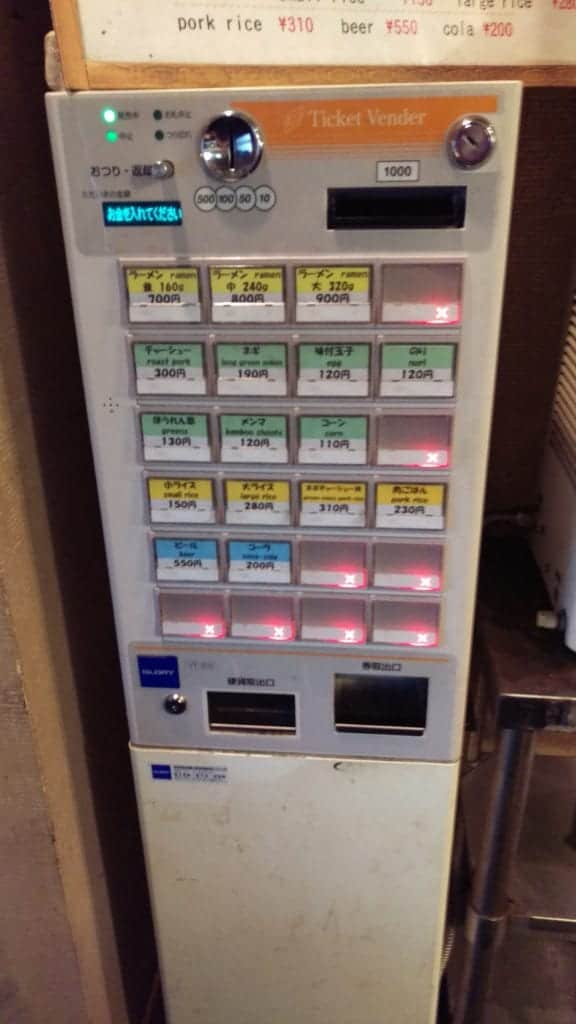 large rice
pork rice ¥310 beer ¥550 cola ¥200
Ticket Vender
おつり・返却
1000
500 100 50 10
お金を入れてください
ラーメン ramen
160g
700円
ラーメン ramen
中 240g
800円
ラーメン ramen
大 320g
900円
チャーシュー
roast pork
300円
ネギ
long green onion
190円
味付玉子
egg
120円
のり
nori
120円
ほうれん草
greens
130円
メンマ
bamboo shoots
120円
コーン
corn
110円
小ライス
small rice
150円
大ライス
large rice
280円
310円
肉ごはん
pork rice
230円
ビール
beer
550円
コーラ
coca-cola
200円
GLORY
硬貨取出口
券取出口